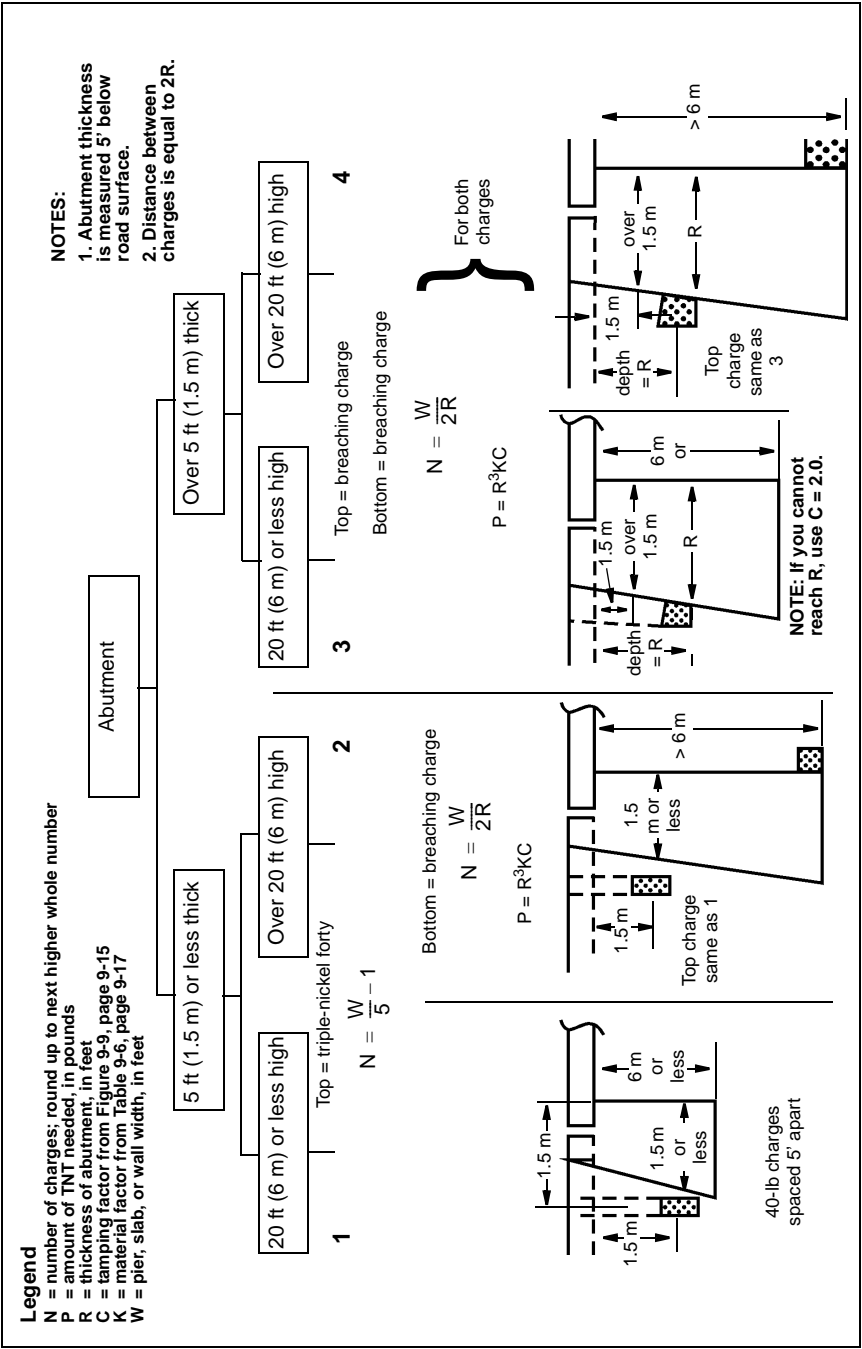 Legend
N = number of charges; round up to next higher whole number
P = amount of TNT needed, in pounds
R = thickness of abutment, in feet
C = tamping factor from Figure 9-9, page 9-15
K = material factor from Table 9-6, page 9-17
W = pier, slab, or wall width, in feet
NOTES:
1. Abutment thickness
is measured 5' below
road surface.
2. Distance between
charges is equal to 2R.
Abutment
5 ft (1.5 m) or less thick
Over 5 ft (1.5 m) thick
20 ft (6 m) or less high
Over 20 ft (6 m) high
20 ft (6 m) or less high
Over 20 ft (6 m) high
1
2
3
4
Top = triple-nickel forty
N = W/5 − 1
Bottom = breaching charge
N = W/2R
P = R³KC
Top = breaching charge
Bottom = breaching charge
N = W/2R
P = R³KC
For both
charges
1.5 m
1.5 m
1.5 m
or
less
6 m
or
less
40-lb charges
spaced 5' apart
1.5 m
1.5
m or
less
> 6 m
Top charge
same as 1
1.5 m
depth
= R
over
1.5 m
R
6 m
or
NOTE: If you cannot
reach R, use C = 2.0.
1.5 m
depth
= R
over
1.5 m
R
> 6 m
Top
charge
same as
3